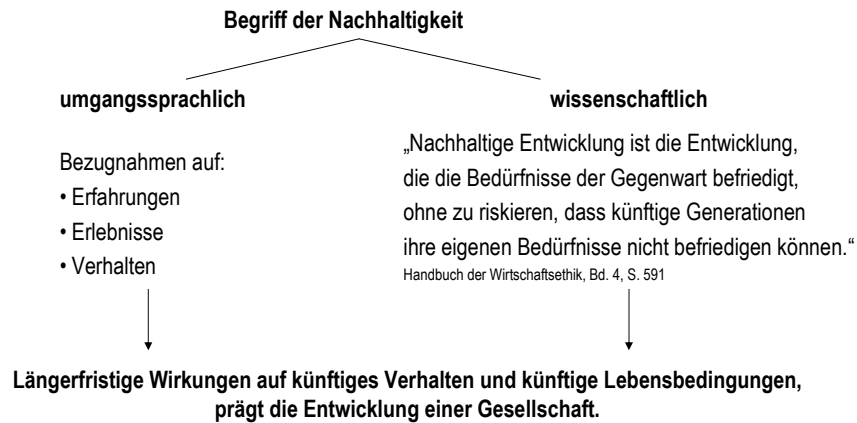 Begriff der Nachhaltigkeit
umgangssprachlich
Bezugnahmen auf:
• Erfahrungen
• Erlebnisse
• Verhalten
wissenschaftlich
„Nachhaltige Entwicklung ist die Entwicklung,
die die Bedürfnisse der Gegenwart befriedigt,
ohne zu riskieren, dass künftige Generationen
ihre eigenen Bedürfnisse nicht befriedigen können.“
Handbuch der Wirtschaftsethik, Bd. 4, S. 591
Längerfristige Wirkungen auf künftiges Verhalten und künftige Lebensbedingungen,
prägt die Entwicklung einer Gesellschaft.